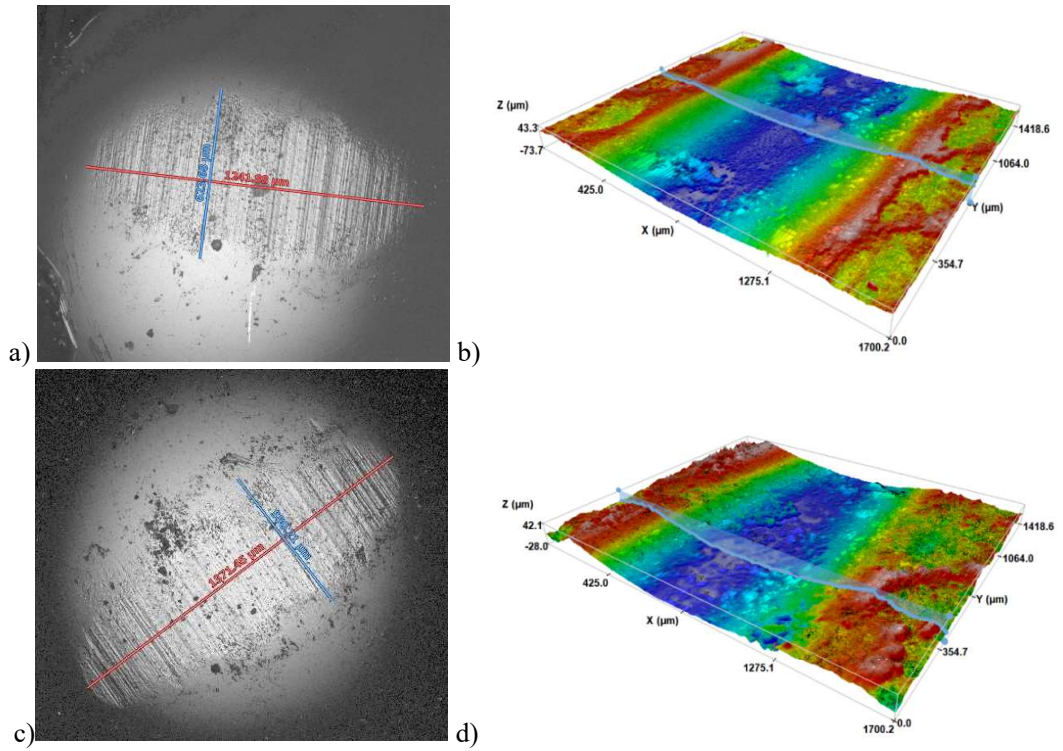 1341.98 µm
a)
Z (µm)
43.3
-73.7
425.0
X (µm)
1275.1
1700.2
0.0
354.7
Y (µm)
1064.0
1418.6
b)
1371.45 µm
c)
Z (µm)
42.1
-28.0
425.0
X (µm)
1275.1
1700.2
0.0
354.7
Y (µm)
1064.0
1418.6
d)